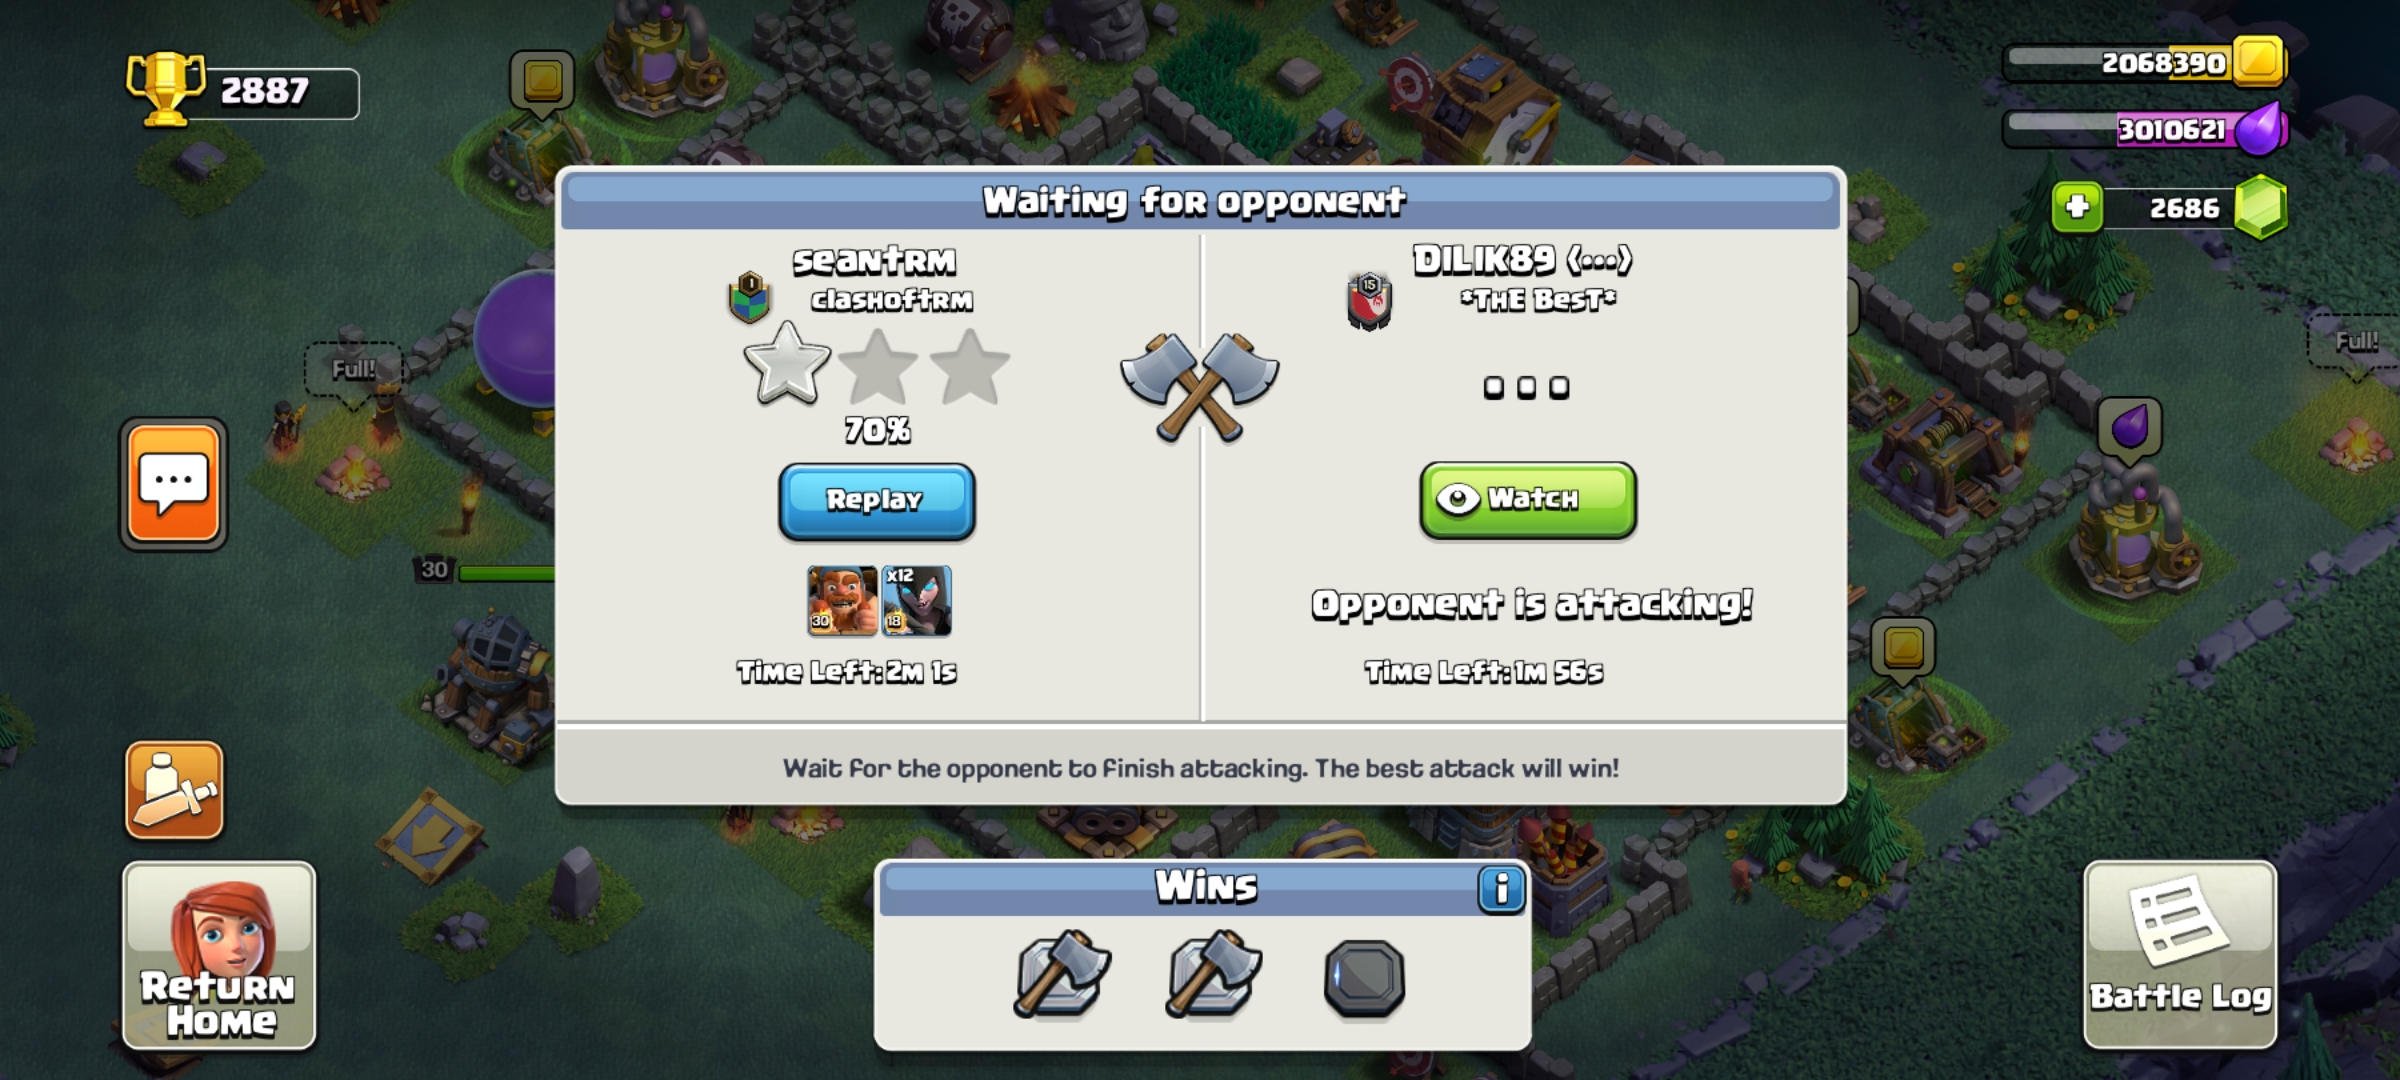 2887
2068390
3010621
2686
Waiting for opponent
seantrm
clashoftrm
1
70%
Replay
30
x12
18
Time Left:2m 1s
DILIK89 (...)
*THE BesT*
15
Watch
Opponent is attacking!
Time Left:1m 56s
Wait for the opponent to finish attacking. The best attack will win!
Full!
Full!
30
Wins
i
Return
Home
Battle Log